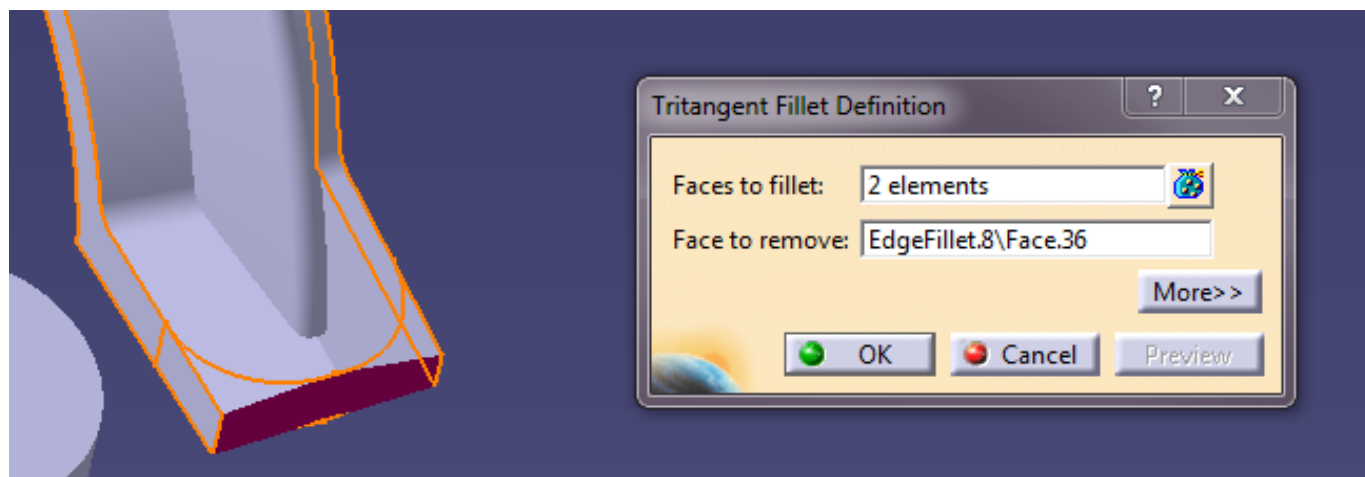 Tritangent Fillet Definition
? X
Faces to fillet: 2 elements
Face to remove: EdgeFillet.8\Face.36
More>>
OK Cancel Preview